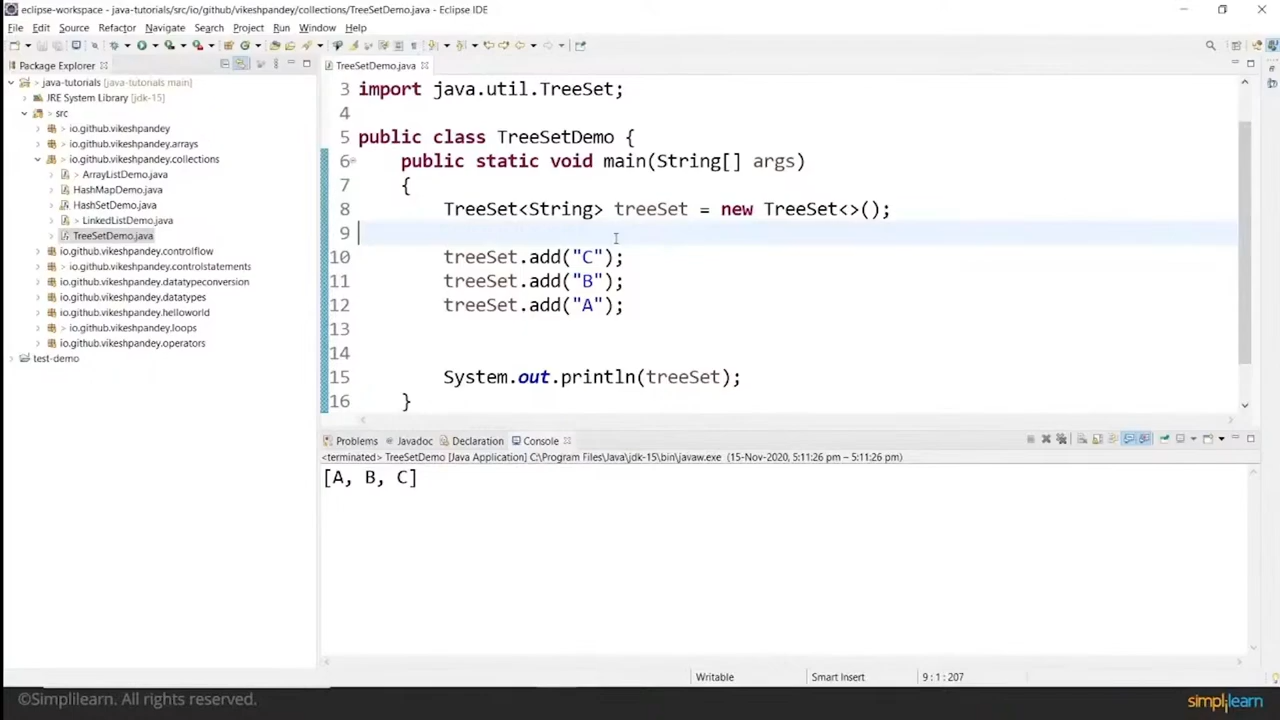 eclipse-workspace - java-tutorials/src/io/github/vikeshpandey/collections/TreeSetDemo.java - Eclipse IDE
File Edit Source Refactor Navigate Search Project Run Window Help
Package Explorer
java-tutorials [java-tutorials main]
JRE System Library [jdk-15]
src
io.github.vikeshpandey
io.github.vikeshpandey.arrays
io.github.vikeshpandey.collections
ArrayListDemo.java
HashMapDemo.java
HashSetDemo.java
LinkedListDemo.java
TreeSetDemo.java
io.github.vikeshpandey.controlflow
io.github.vikeshpandey.controlstatements
io.github.vikeshpandey.datatypeconversion
io.github.vikeshpandey.datatypes
io.github.vikeshpandey.helloworld
io.github.vikeshpandey.loops
io.github.vikeshpandey.operators
test-demo
TreeSetDemo.java
3 import java.util.TreeSet;
4
5 public class TreeSetDemo {
6 public static void main(String[] args)
7 {
8 TreeSet<String> treeSet = new TreeSet<>();
9
10 treeSet.add("C");
11 treeSet.add("B");
12 treeSet.add("A");
13
14
15 System.out.println(treeSet);
16 }
Problems Javadoc Declaration Console
<terminated> TreeSetDemo [Java Application] C:\Program Files\Java\jdk-15\bin\javaw.exe (15-Nov-2020, 5:11:26 pm – 5:11:26 pm)
[A, B, C]
Writable Smart Insert 9 : 1 : 207
©Simplilearn. All rights reserved.
simplilearn